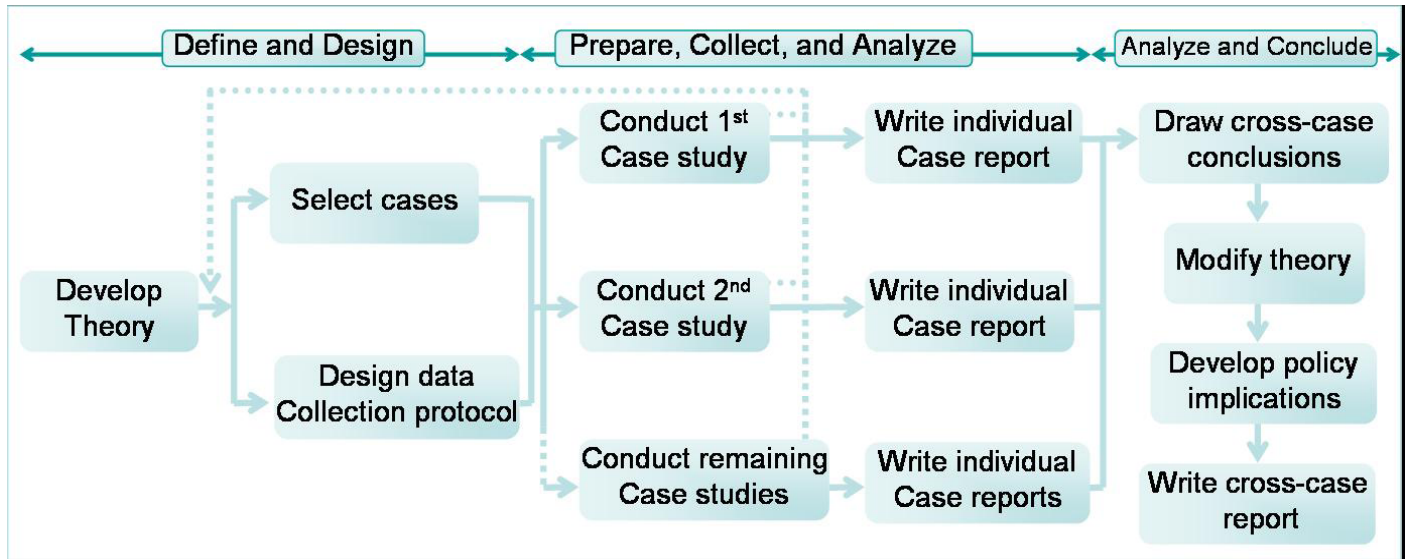 Define and Design
Prepare, Collect, and Analyze
Analyze and Conclude
Develop
Theory
Select cases
Design data
Collection protocol
Conduct 1st
Case study
Conduct 2nd
Case study
Conduct remaining
Case studies
Write individual
Case report
Write individual
Case report
Write individual
Case reports
Draw cross-case
conclusions
Modify theory
Develop policy
implications
Write cross-case
report